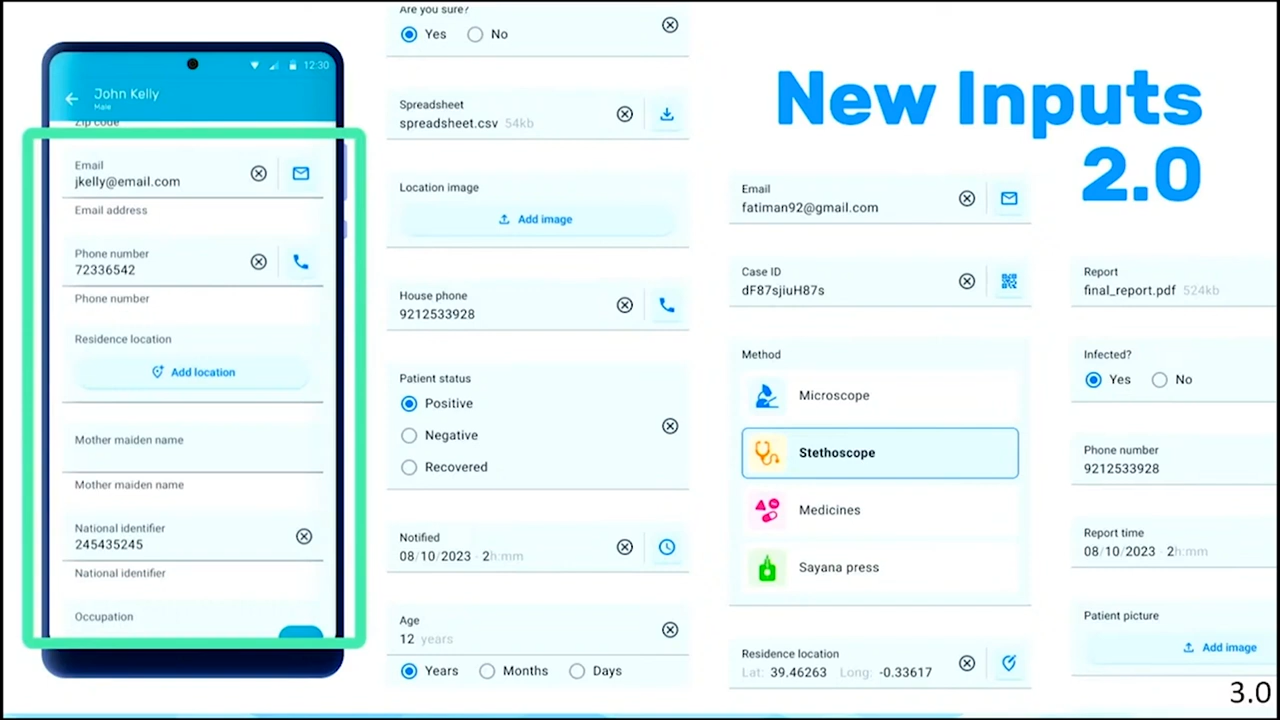 12:30
John Kelly
Male
Zip code
Email
jkelly@email.com
Email address
Phone number
72336542
Phone number
Residence location
Add location
Mother maiden name
Mother maiden name
National identifier
245435245
National identifier
Occupation
Are you sure?
Yes No
Spreadsheet
spreadsheet.csv 54kb
Location image
Add image
House phone
9212533928
Patient status
Positive
Negative
Recovered
Notified
08/10/2023 - 2h:mm
Age
12 years
Years Months Days
New Inputs
2.0
Email
fatiman92@gmail.com
Case ID
dF87sjiuH87s
Method
Microscope
Stethoscope
Medicines
Sayana press
Residence location
Lat: 39.46263 Long: -0.33617
Report
final_report.pdf 524kb
Infected?
Yes No
Phone number
9212533928
Report time
08/10/2023 - 2h:mm
Patient picture
Add image
3.0